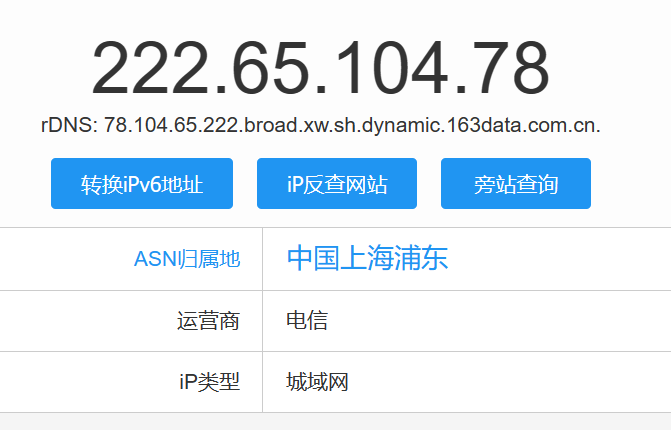 222.65.104.78
rDNS: 78.104.65.222.broad.xw.sh.dynamic.163data.com.cn.
转换iPv6地址 iP反查网站 旁站查询
ASN归属地 中国上海浦东
运营商 电信
iP类型 城域网